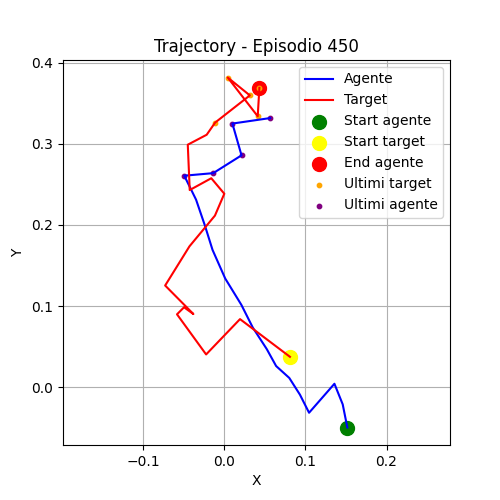 Trajectory - Episodio 450
Y
0.4
0.3
0.2
0.1
0.0
Agente
Target
Start agente
Start target
End agente
Ultimi target
Ultimi agente
−0.1
0.0
0.1
0.2
X